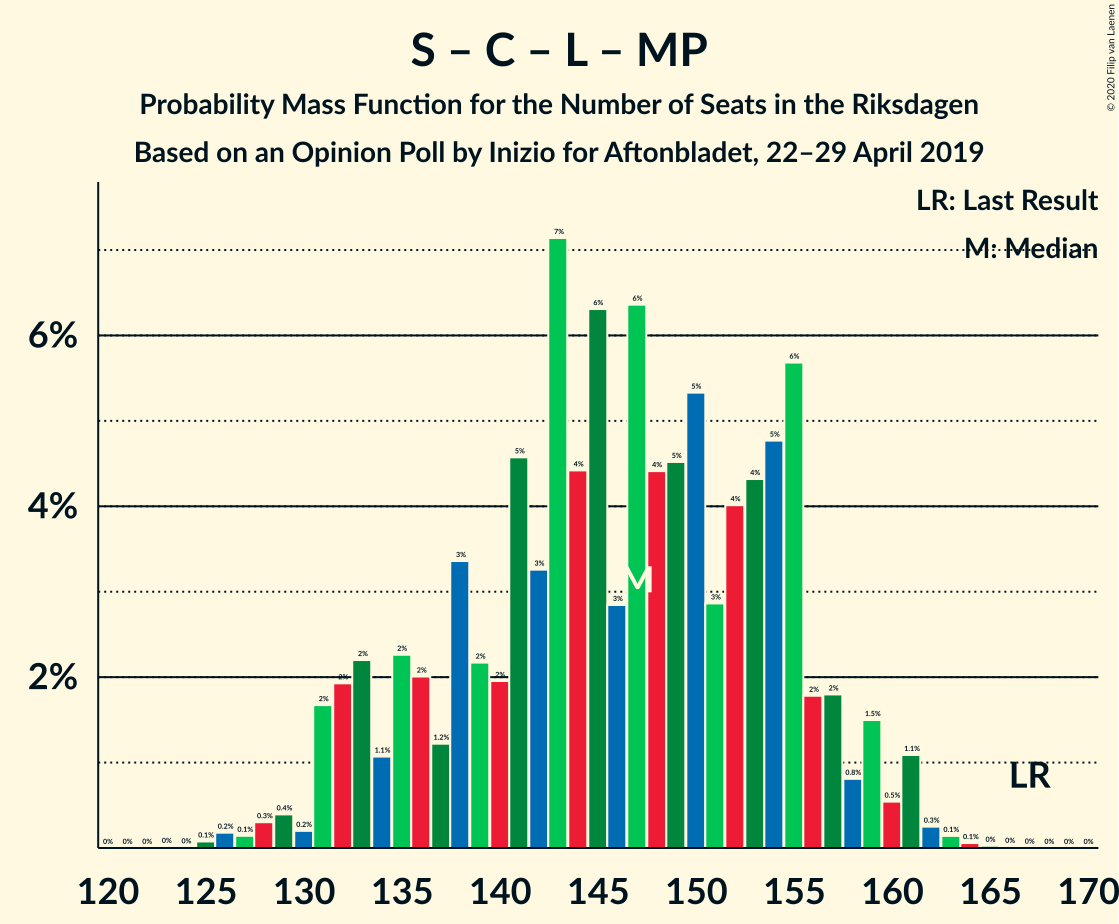 S – C – L – MP
Probability Mass Function for the Number of Seats in the Riksdagen
Based on an Opinion Poll by Inizio for Aftonbladet, 22–29 April 2019
© 2020 Filip van Laenen
LR: Last Result
M: Median
6%
4%
2%
0% 0% 0% 0% 0% 0.1% 0.2% 0.1% 0.3% 0.4% 0.2% 2% 2% 2% 1.1% 2% 2% 1.2% 3% 2% 2% 5% 3% 7% 4% 6% 3% 6% 4% 5% 5% 3% 4% 4% 5% 6% 2% 2% 0.8% 1.5% 0.5% 1.1% 0.3% 0.1% 0.1% 0% 0% 0% 0% 0% 0%
M
LR
120 125 130 135 140 145 150 155 160 165 170